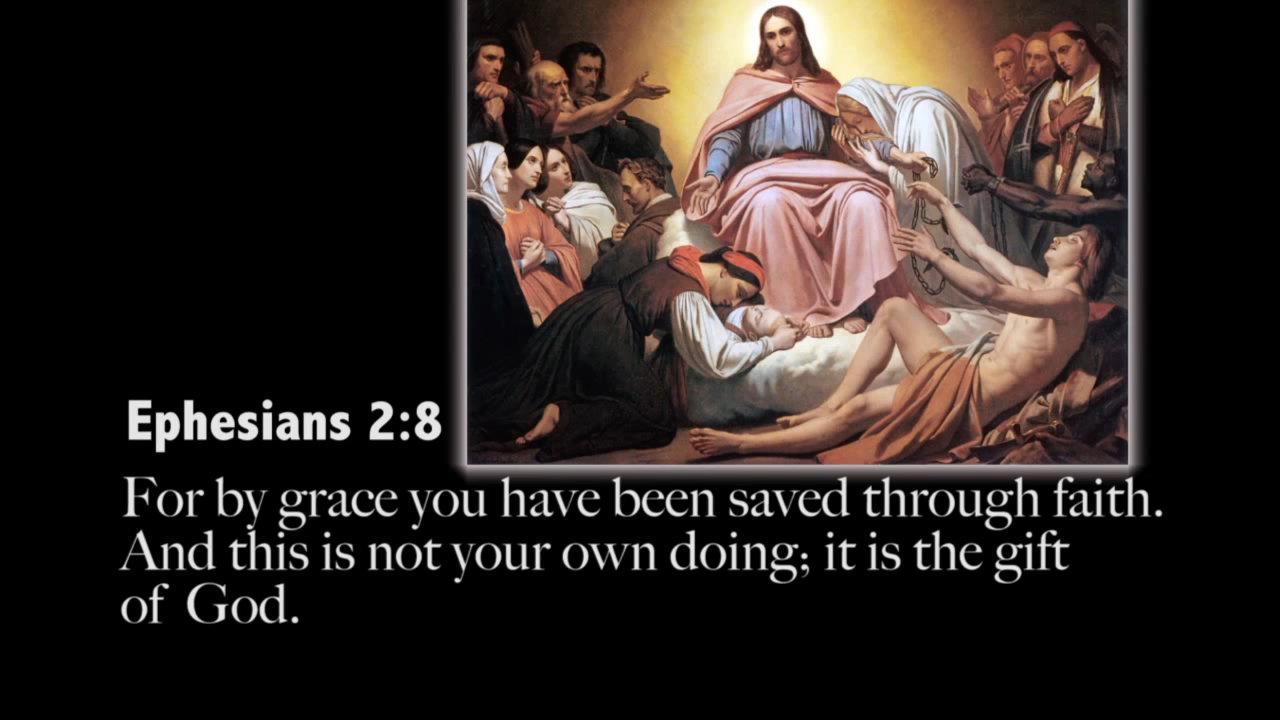 Ephesians 2:8
For by grace you have been saved through faith.
And this is not your own doing; it is the gift
of God.